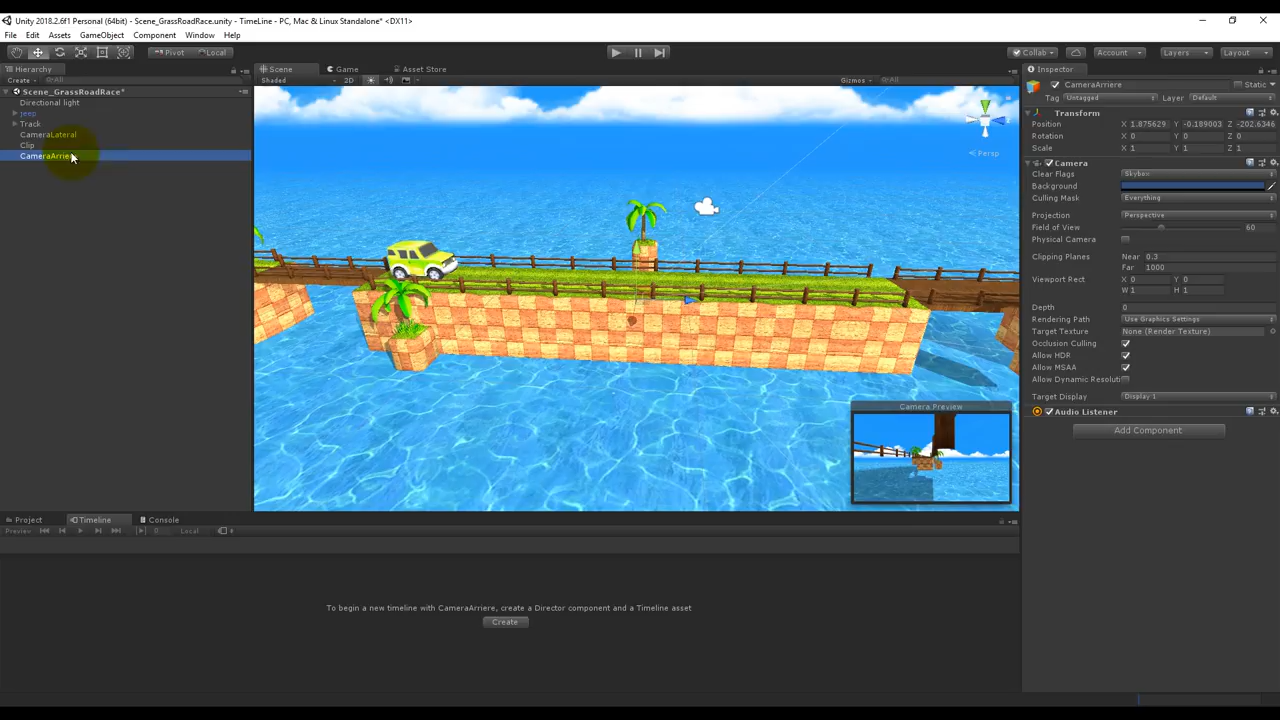 Unity 2018.2.6f1 Personal (64bit) - Scene_GrassRoadRace.unity - TimeLine - PC, Mac & Linux Standalone* <DX11>
File Edit Assets GameObject Component Window Help
Pivot Local Collab Account Layers Layout
Hierarchy Scene Game Asset Store Inspector
Create All Shaded 2D Gizmos All
CameraArriere Static
Scene_GrassRoadRace*
Tag Untagged Layer Default
Directional light
jeep
Track
CameraLateral
Clip
CameraArriere
Transform
Position X 1.875629 Y -0.189003 Z -202.6346
Rotation X 0 Y 0 Z 0
Scale X 1 Y 1 Z 1
Persp
Camera
Clear Flags Skybox
Background
Culling Mask Everything
Projection Perspective
Field of View 60
Physical Camera
Clipping Planes Near 0.3
Far 1000
Viewport Rect X 0 Y 0
W 1 H 1
Depth 0
Rendering Path Use Graphics Settings
Target Texture None (Render Texture)
Occlusion Culling
Allow HDR
Allow MSAA
Allow Dynamic Resoluti
Target Display Display 1
Audio Listener
Add Component
Camera Preview
Project Timeline Console
Preview 0 Local
To begin a new timeline with CameraArriere, create a Director component and a Timeline asset
Create